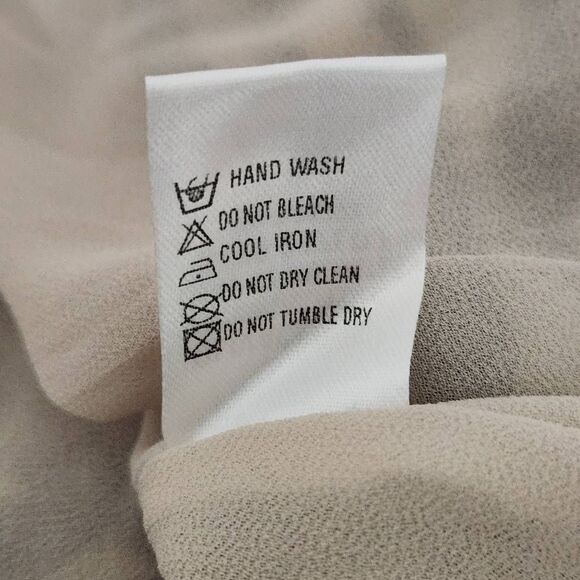 HAND WASH
DO NOT BLEACH
COOL IRON
DO NOT DRY CLEAN
DO NOT TUMBLE DRY